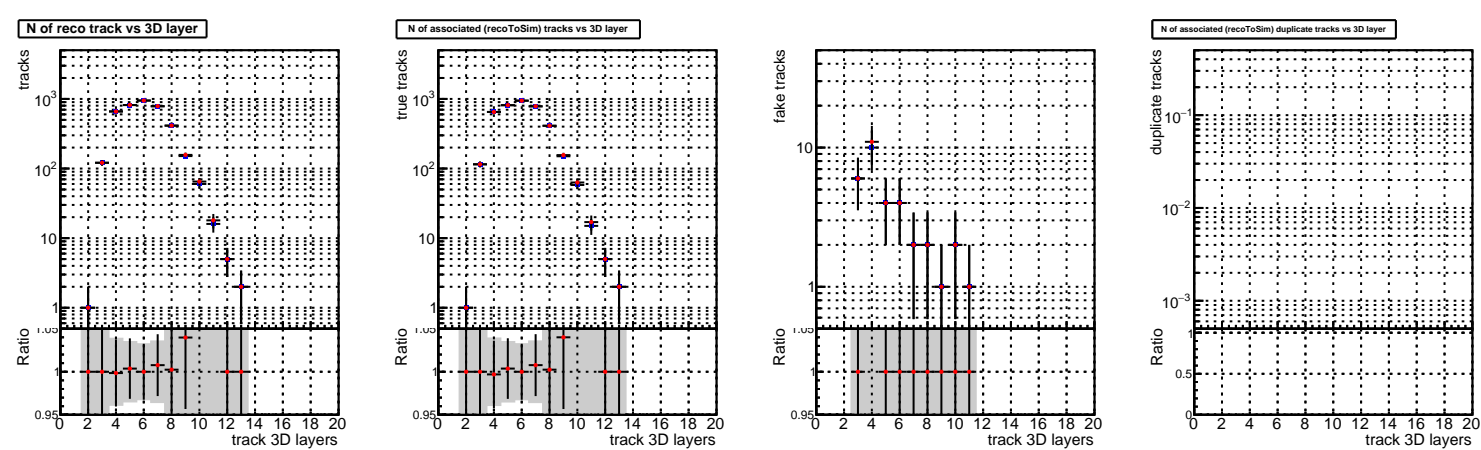 N of reco track vs 3D layer
tracks
10³
10²
10
1
Ratio
1.05
1
0.95
0 2 4 6 8 10 12 14 16 18 20
track 3D layers
N of associated (recoToSim) tracks vs 3D layer
true tracks
10³
10²
10
1
Ratio
1.05
1
0.95
0 2 4 6 8 10 12 14 16 18 20
track 3D layers
fake tracks
10
1
Ratio
1.05
1
0.95
0 2 4 6 8 10 12 14 16 18 20
track 3D layers
N of associated (recoToSim) duplicate tracks vs 3D layer
duplicate tracks
10⁻¹
10⁻²
10⁻³
Ratio
1
0.5
0
0 2 4 6 8 10 12 14 16 18 20
track 3D layers